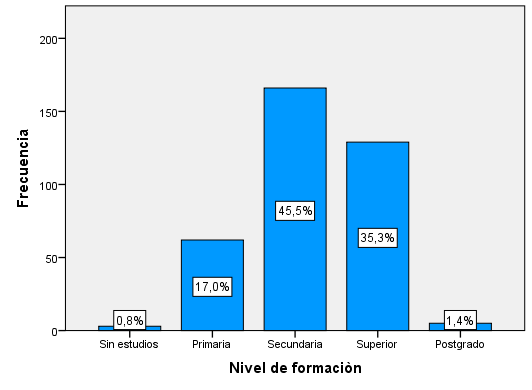 Frecuencia
200
150
100
50
0
0,8%
17,0%
45,5%
35,3%
1,4%
Sin estudios
Primaria
Secundaria
Superior
Postgrado
Nivel de formaciòn